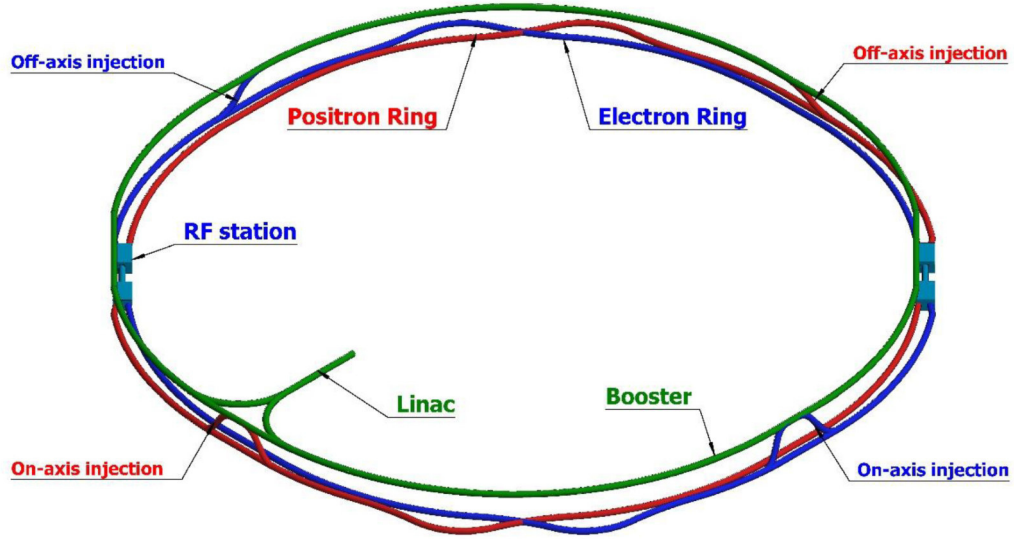 Off-axis injection
Off-axis injection
Positron Ring
Electron Ring
RF station
Linac
Booster
On-axis injection
On-axis injection